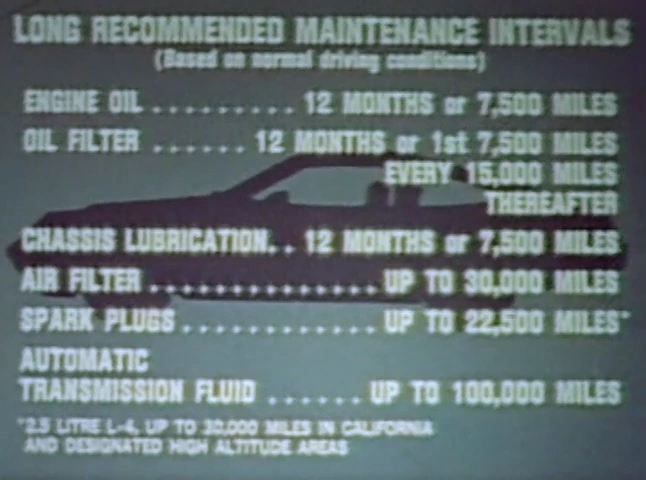 LONG RECOMMENDED MAINTENANCE INTERVALS
(Based on normal driving conditions)
ENGINE OIL .......... 12 MONTHS or 7,500 MILES
OIL FILTER ...... 12 MONTHS or 1st 7,500 MILES
EVERY 15,000 MILES
THEREAFTER
CHASSIS LUBRICATION.. 12 MONTHS or 7,500 MILES
AIR FILTER ............... UP TO 30,000 MILES
SPARK PLUGS ............. UP TO 22,500 MILES*
AUTOMATIC
TRANSMISSION FLUID ...... UP TO 100,000 MILES
*2.5 LITRE L-4, UP TO 30,000 MILES IN CALIFORNIA
AND DESIGNATED HIGH ALTITUDE AREAS